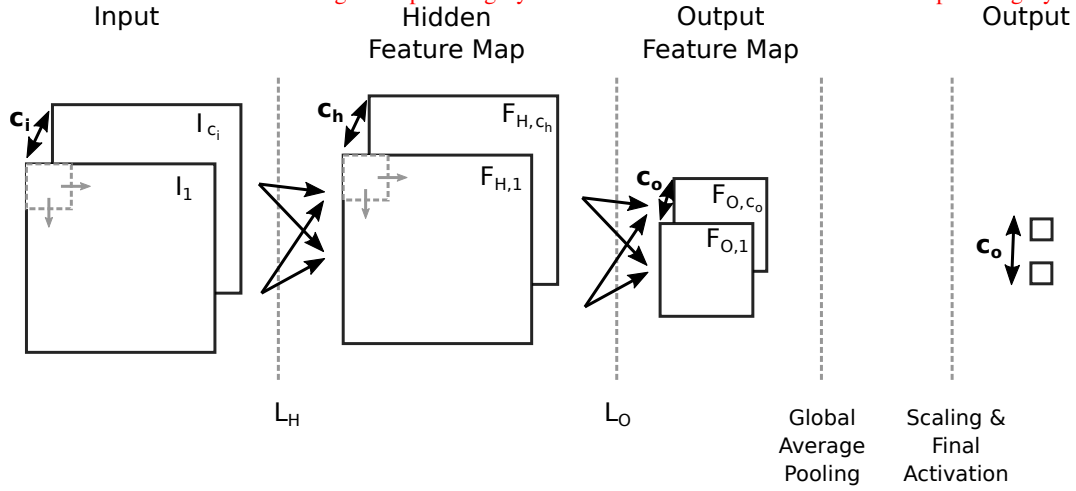 Input
Hidden
Feature Map
Output
Feature Map
Output
c_i
I_{c_i}
I_1
c_h
F_{H,c_h}
F_{H,1}
c_o
F_{O,c_o}
F_{O,1}
c_o
L_H
L_O
Global
Average
Pooling
Scaling &
Final
Activation